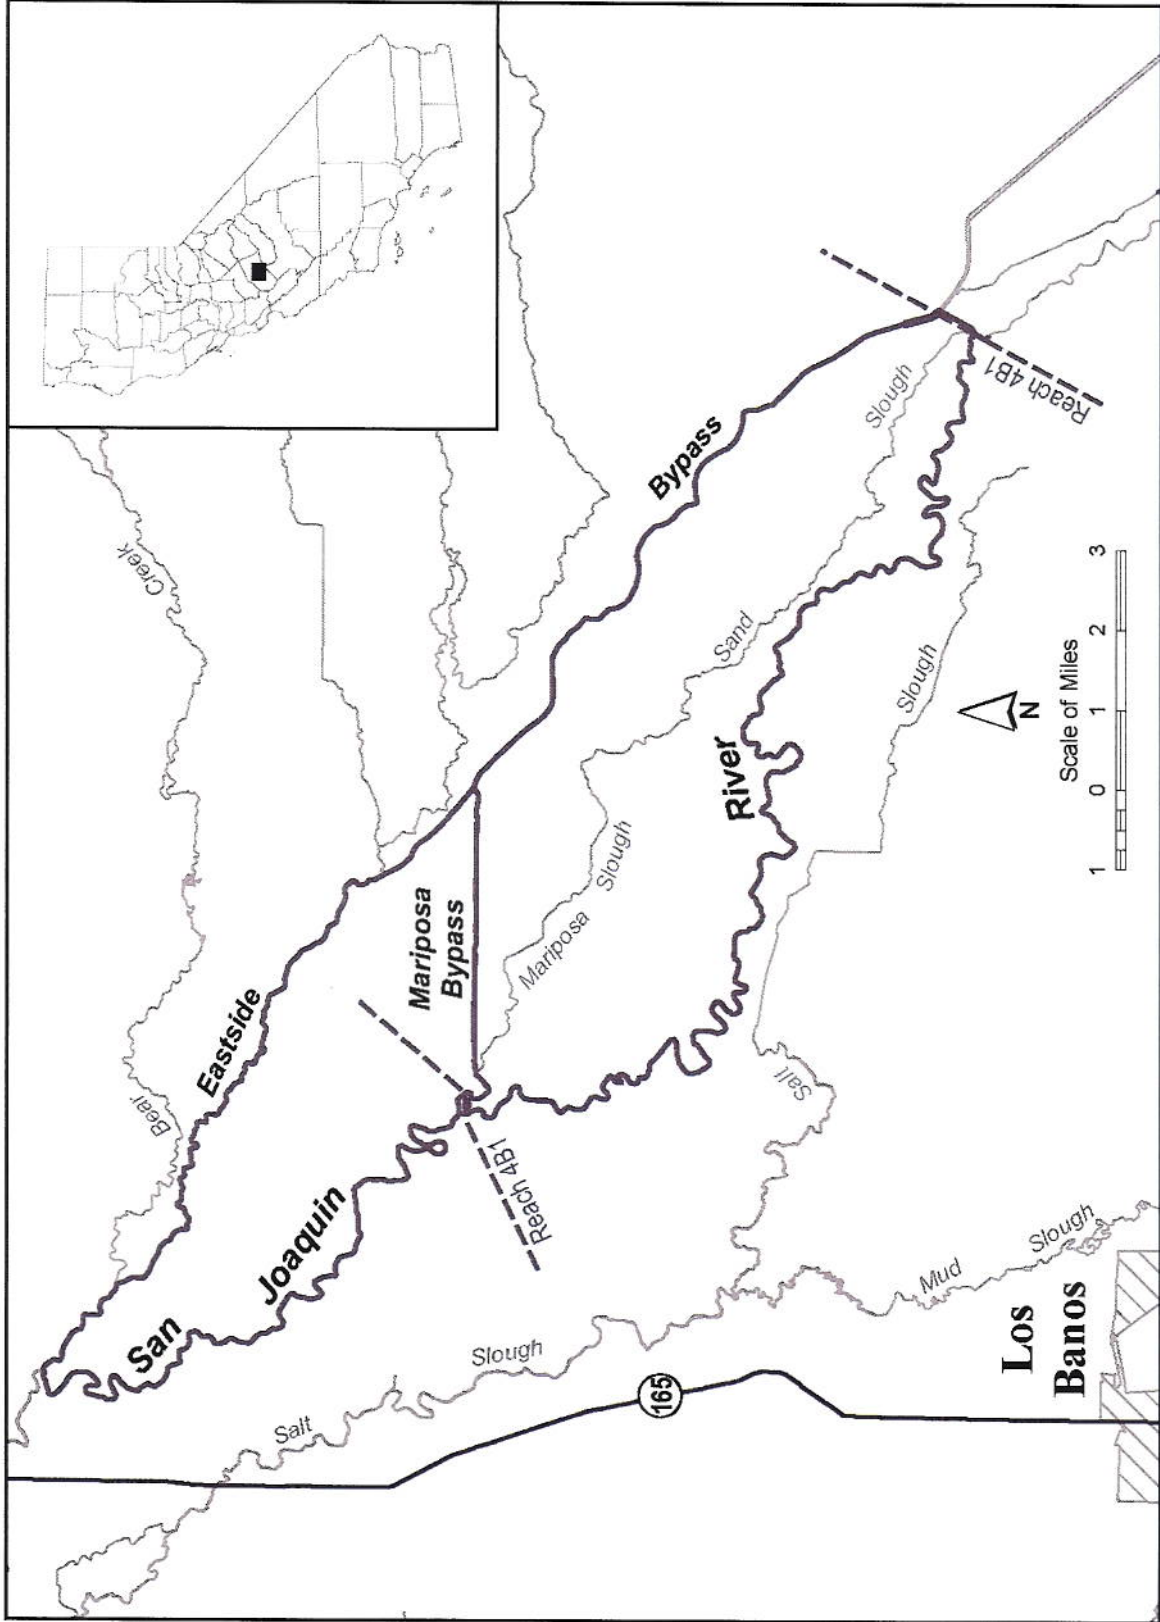 Creek
Bear
Eastside
Bypass
Mariposa
Bypass
San
Joaquin
River
Reach 4B1
Reach 4B1
Slough
Sand
Mariposa
Slough
Slough
Salt
Salt
Slough
Mud
Slough
165
Los
Banos
N
Scale of Miles
1 0 1 2 3